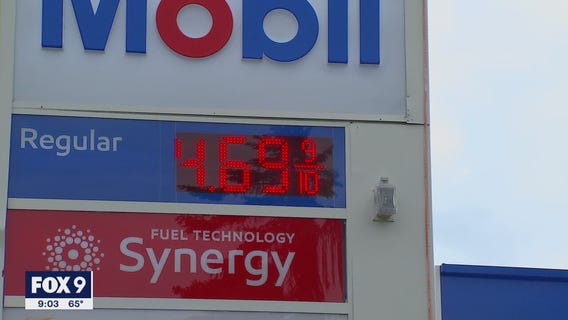 Mobil
Regular 4.69 9/10
FUEL TECHNOLOGY
Synergy
FOX 9
9:03 65°